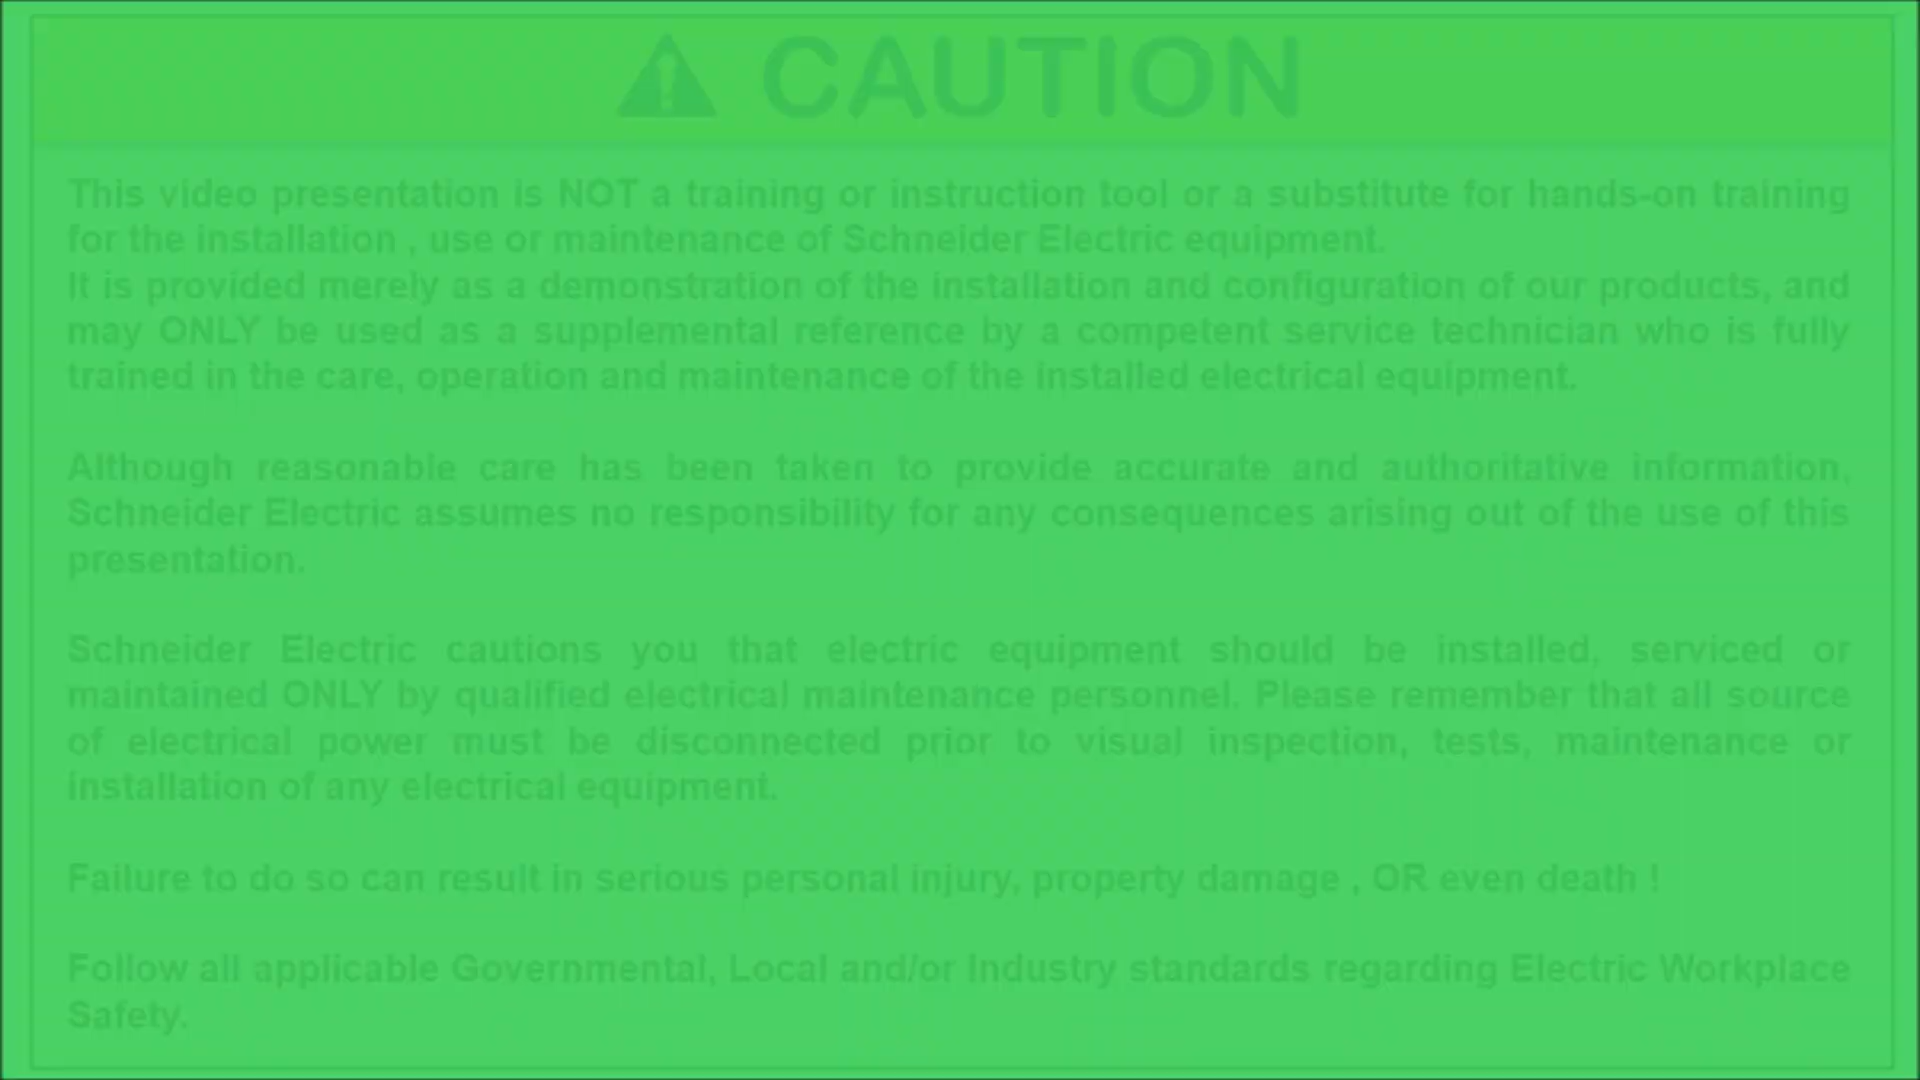 CAUTION
This video presentation is NOT a training or instruction tool or a substitute for hands-on training
for the installation , use or maintenance of Schneider Electric equipment.
It is provided merely as a demonstration of the installation and configuration of our products, and
may ONLY be used as a supplemental reference by a competent service technician who is fully
trained in the care, operation and maintenance of the installed electrical equipment.
Although reasonable care has been taken to provide accurate and authoritative information,
Schneider Electric assumes no responsibility for any consequences arising out of the use of this
presentation.
Schneider Electric cautions you that electric equipment should be installed, serviced or
maintained ONLY by qualified electrical maintenance personnel. Please remember that all source
of electrical power must be disconnected prior to visual inspection, tests, maintenance or
installation of any electrical equipment.
Failure to do so can result in serious personal injury, property damage , OR even death !
Follow all applicable Governmental, Local and/or Industry standards regarding Electric Workplace
Safety.